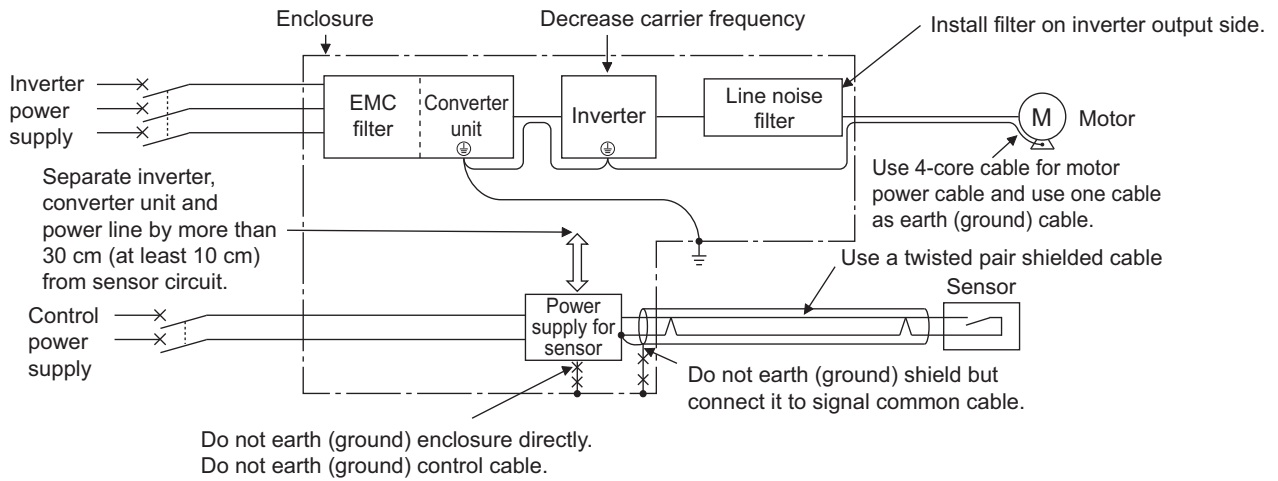 Enclosure
Decrease carrier frequency
Install filter on inverter output side.
Inverter
power
supply
EMC
filter
Converter
unit
Inverter
Line noise
filter
M
Motor
Use 4-core cable for motor
power cable and use one cable
as earth (ground) cable.
Separate inverter,
converter unit and
power line by more than
30 cm (at least 10 cm)
from sensor circuit.
Use a twisted pair shielded cable
Sensor
Control
power
supply
Power
supply for
sensor
Do not earth (ground) shield but
connect it to signal common cable.
Do not earth (ground) enclosure directly.
Do not earth (ground) control cable.